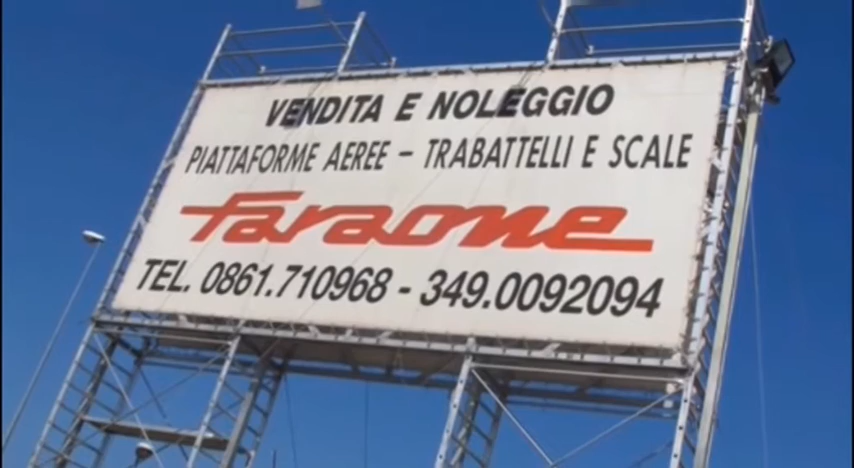 VENDITA E NOLEGGIO
PIATTAFORME AEREE - TRABATTELLI E SCALE
Faraone
TEL. 0861.710968 - 349.0092094